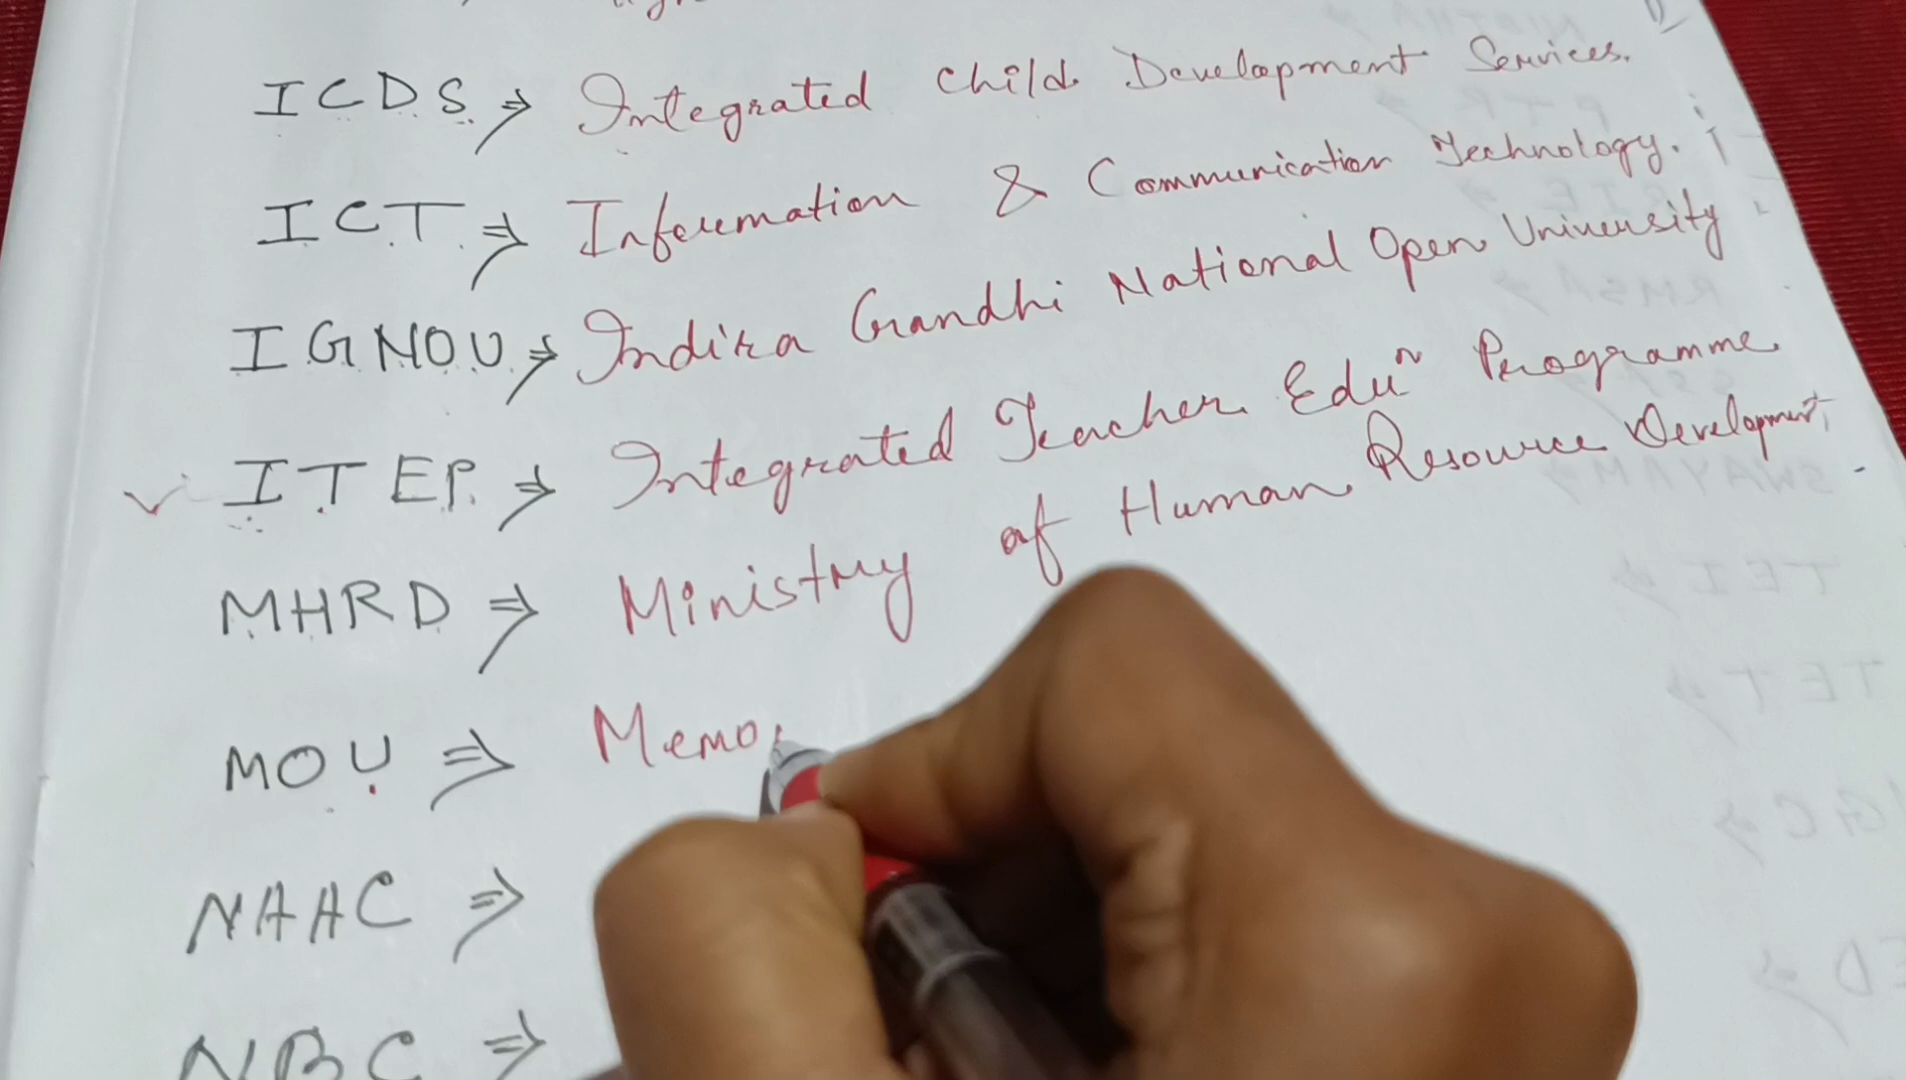 ICDS ⇒ Integrated Child Development Services.
ICT ⇒ Information & Communication Technology.
IGNOU ⇒ Indira Gandhi National Open University
✓ ITEP ⇒ Integrated Teacher Eduⁿ Programme
MHRD ⇒ Ministry of Human Resource Development
MOU ⇒ Memo
NAAC ⇒
NBC ⇒